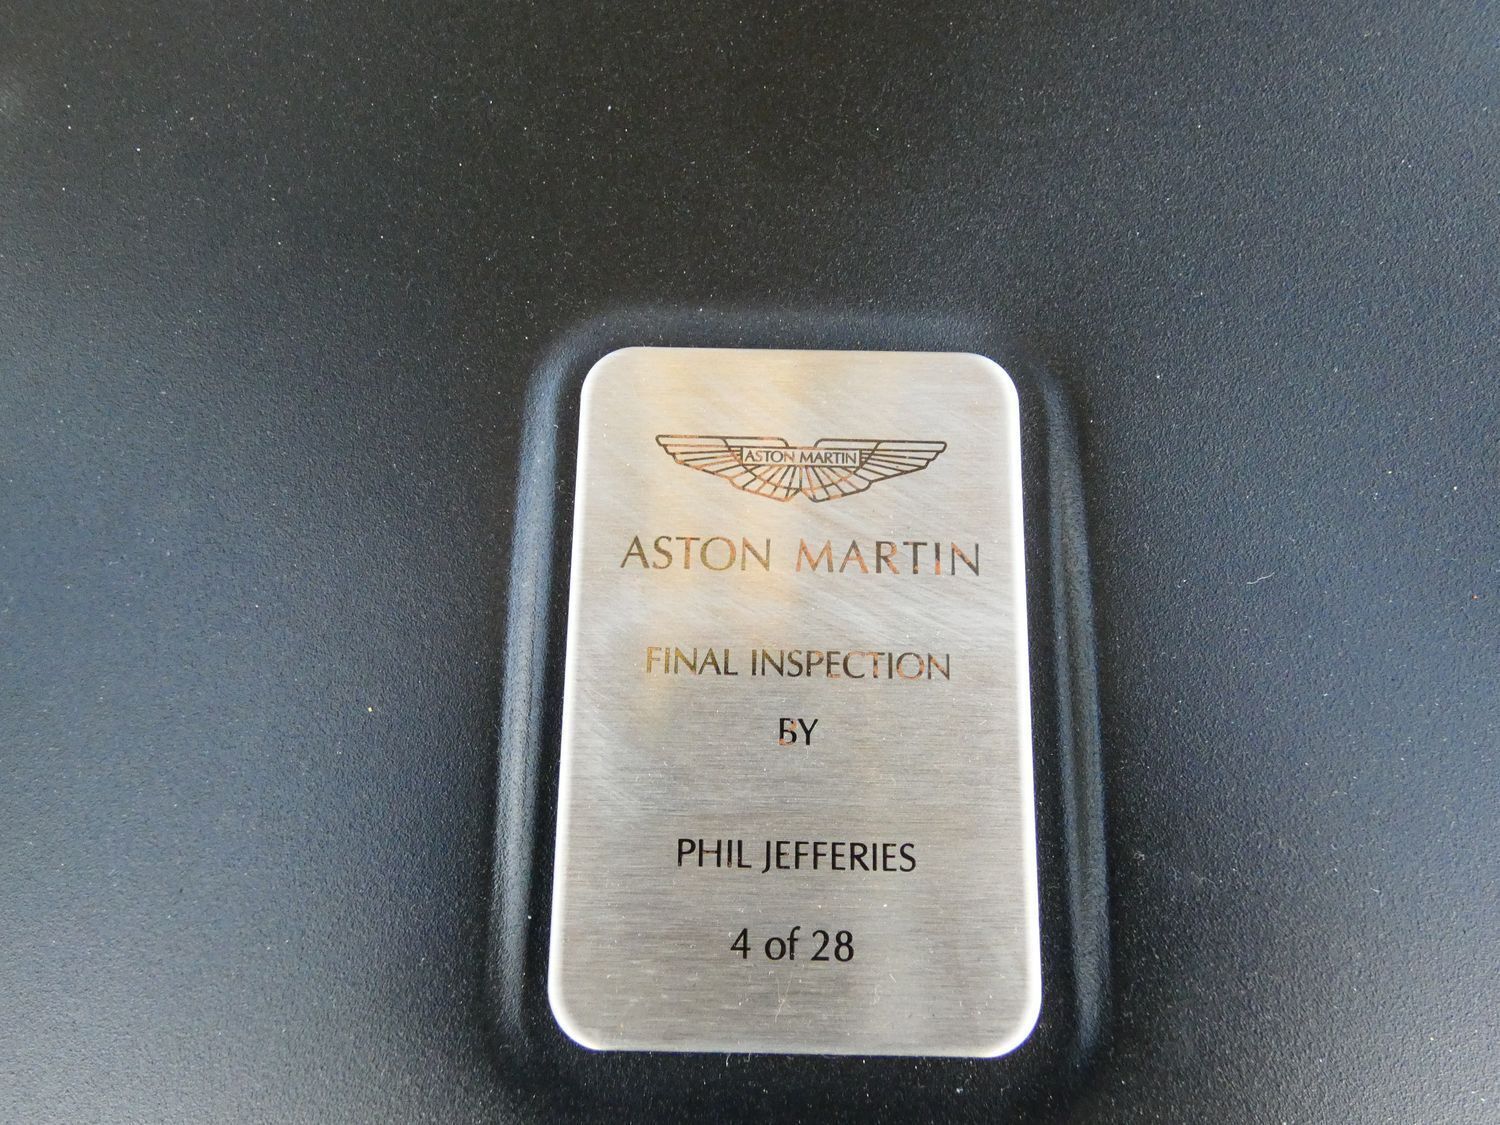 ASTON MARTIN
ASTON MARTIN
FINAL INSPECTION
BY
PHIL JEFFERIES
4 of 28